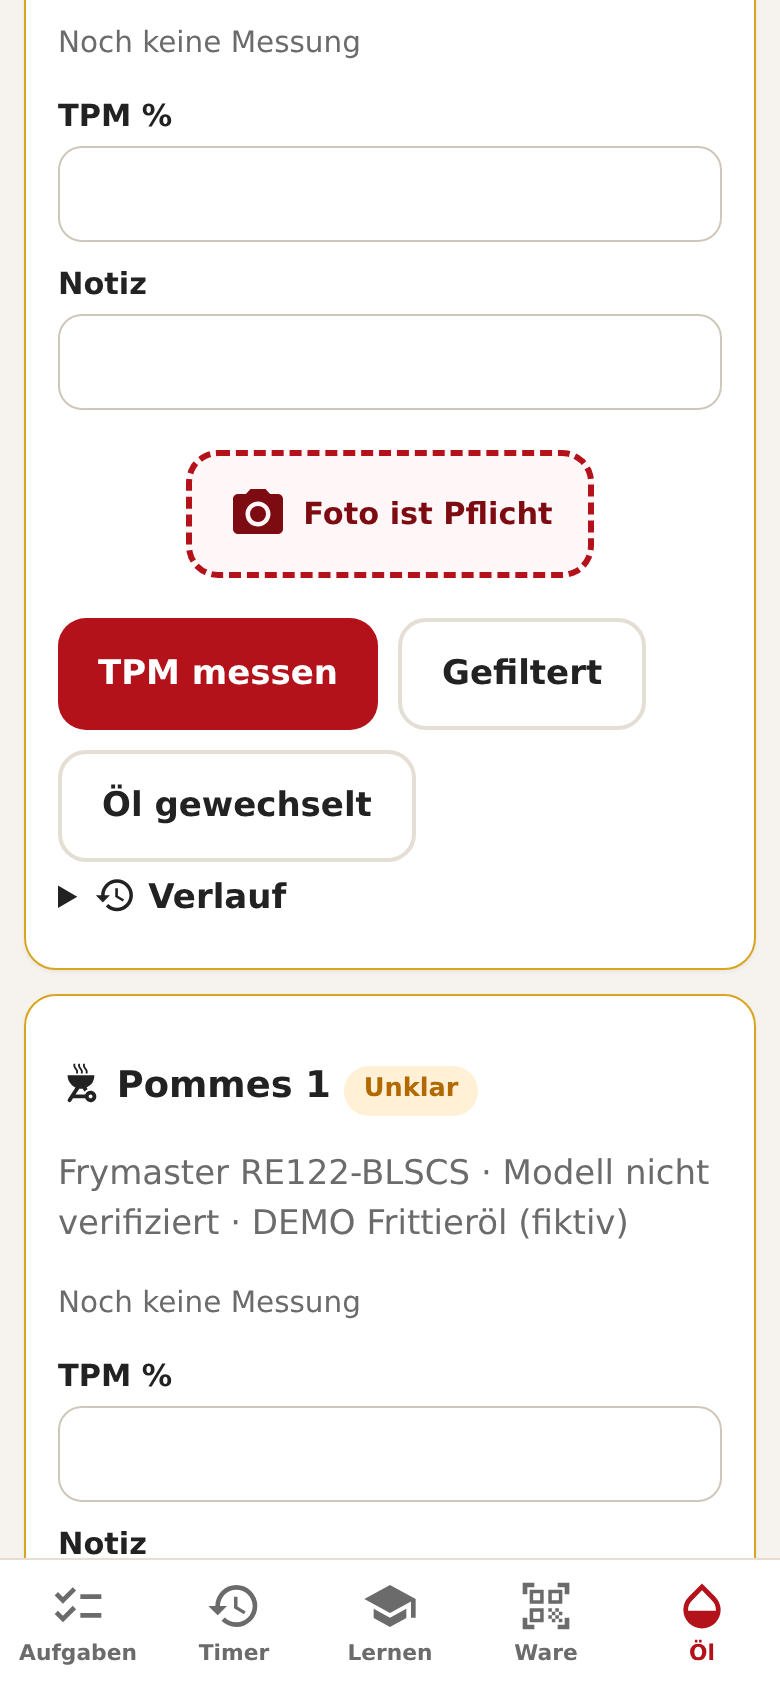 Noch keine Messung
TPM %
Notiz
Foto ist Pflicht
TPM messen
Gefiltert
Öl gewechselt
Verlauf
Pommes 1
Unklar
Frymaster RE122-BLSCS · Modell nicht
verifiziert · DEMO Frittieröl (fiktiv)
Noch keine Messung
TPM %
Notiz
Aufgaben
Timer
Lernen
Ware
Öl